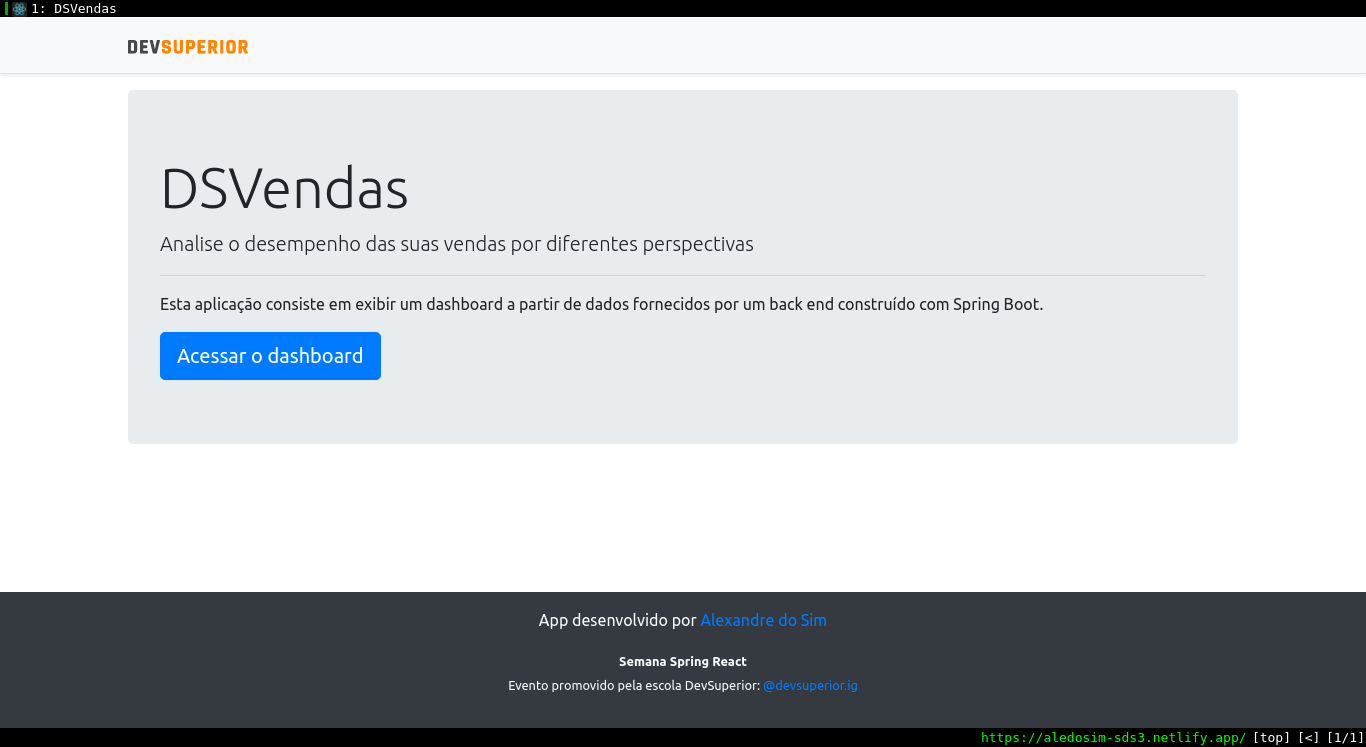 1: DSVendas
DEVSUPERIOR
DSVendas
Analise o desempenho das suas vendas por diferentes perspectivas
Esta aplicação consiste em exibir um dashboard a partir de dados fornecidos por um back end construído com Spring Boot.
Acessar o dashboard
App desenvolvido por Alexandre do Sim
Semana Spring React
Evento promovido pela escola DevSuperior: @devsuperior.ig
https://aledosim-sds3.netlify.app/ [top] [<] [1/1]